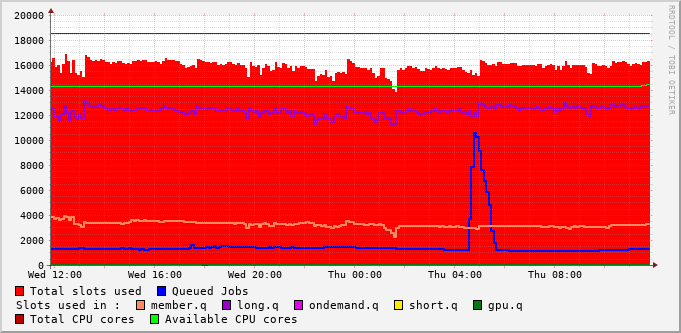 20000
18000
16000
14000
12000
10000
8000
6000
4000
2000
0
Wed 12:00 Wed 16:00 Wed 20:00 Thu 00:00 Thu 04:00 Thu 08:00
Total slots used Queued Jobs
Slots used in : member.q long.q ondemand.q short.q gpu.q
Total CPU cores Available CPU cores
RRDTOOL / TOBI OETIKER